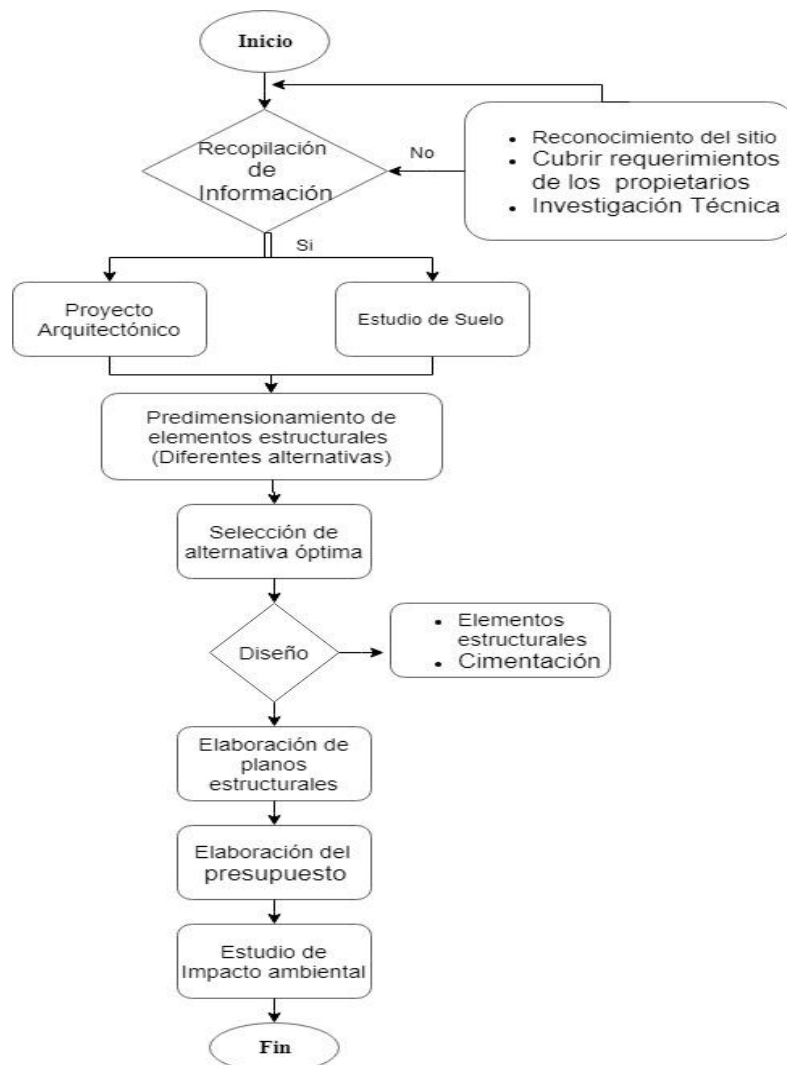 Inicio
Recopilación
de
Información
No
• Reconocimiento del sitio
• Cubrir requerimientos
de los propietarios
• Investigación Técnica
Si
Proyecto
Arquitectónico
Estudio de Suelo
Predimensionamiento de
elementos estructurales
(Diferentes alternativas)
Selección de
alternativa óptima
Diseño
• Elementos
estructurales
• Cimentación
Elaboración de
planos
estructurales
Elaboración del
presupuesto
Estudio de
Impacto ambiental
Fin